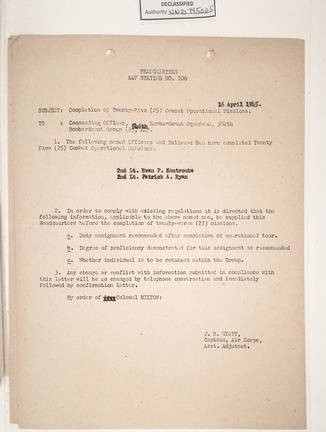 DECLASSIFIED
Authority NND 745005
HEADQUARTERS
AAF STATION NO. 106
16 April 1945.
SUBJECT: Completion of Twenty-Five (25) Combat Operational Missions.
TO : Commanding Officer, Bombardment Squadron, 384th
Bombardment Group (H), AAF.
1. The following named Officers and Enlisted Men have completed Twenty
Five (25) Combat Operational Missions.
2nd Lt. Evan P. Koutrouba
2nd Lt. Patrick A. Ryan
2. In order to comply with existing regulations it is directed that the
following information, applicable to the above named men, be supplied this
Headquarters before the completion of twenty-seven (27) missions.
a. Duty assignment recommended after completion of operational tour.
b. Degree of proficiency demonstrated for this assignment as recommended
c. Whether individual is to be retained within the Group.
3. Any change or conflict with information submitted in compliance with
this letter will be changed by telephone conversation and immediately
followed by confirmation letter.
By order of Colonel MILTON:
J. H. WYATT,
Captain, Air Corps,
Asst. Adjutant.